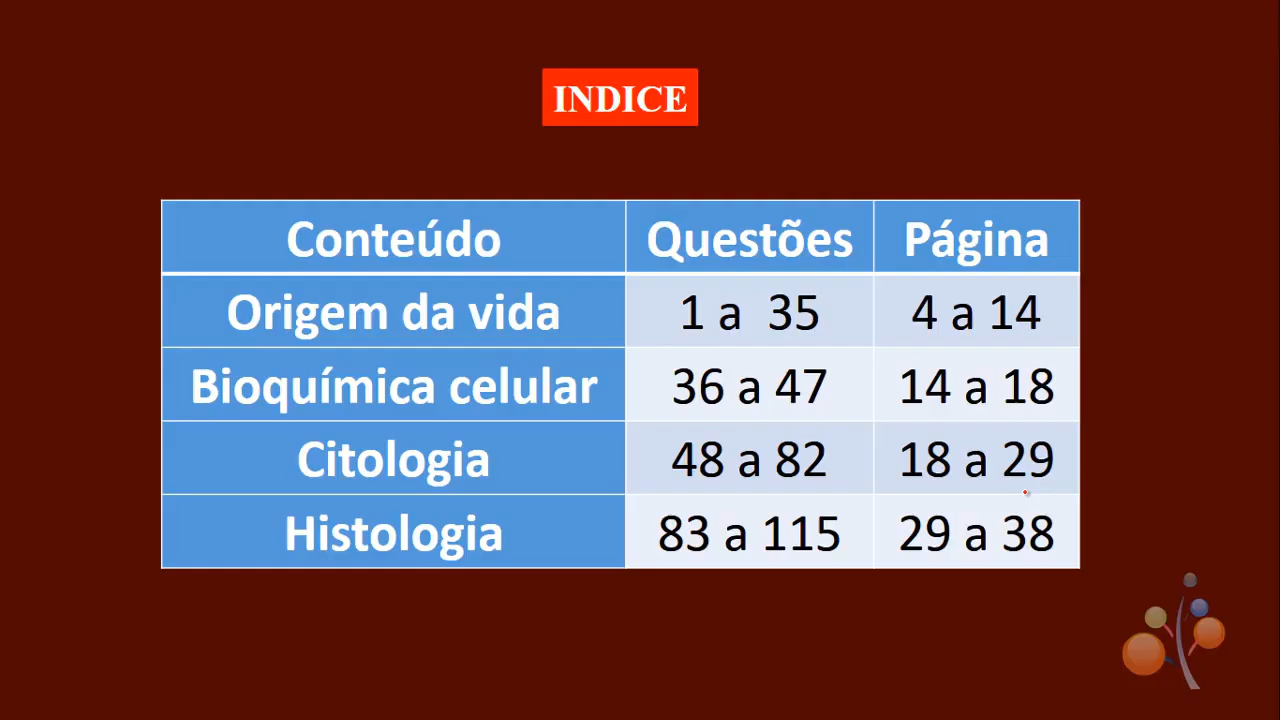 INDICE
Conteúdo Questões Página
Origem da vida 1 a 35 4 a 14
Bioquímica celular 36 a 47 14 a 18
Citologia 48 a 82 18 a 29
Histologia 83 a 115 29 a 38